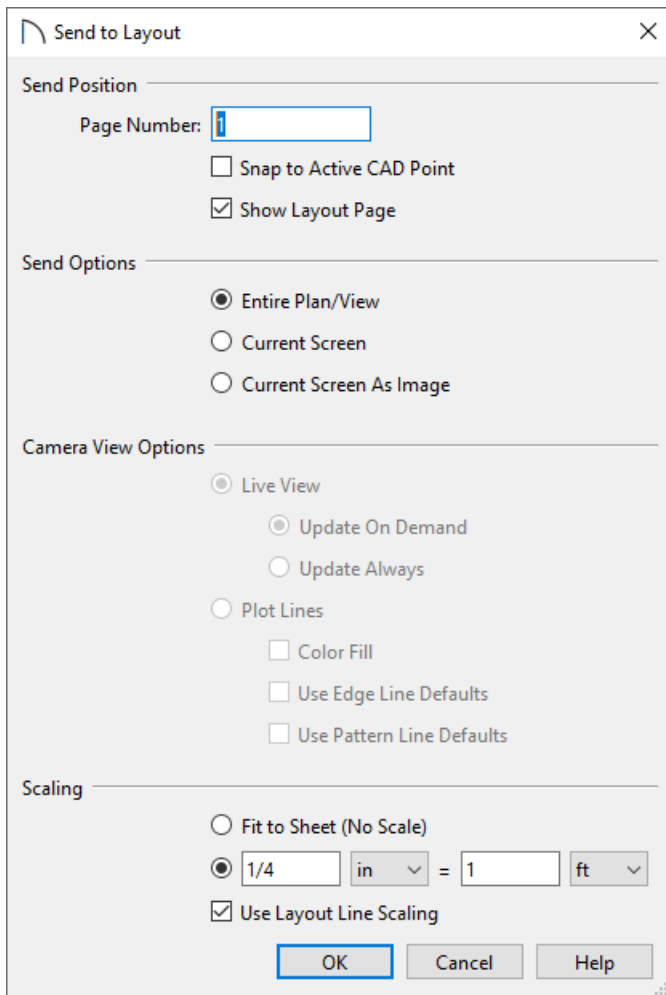 Send to Layout
Send Position
Page Number: 1
Snap to Active CAD Point
Show Layout Page
Send Options
Entire Plan/View
Current Screen
Current Screen As Image
Camera View Options
Live View
Update On Demand
Update Always
Plot Lines
Color Fill
Use Edge Line Defaults
Use Pattern Line Defaults
Scaling
Fit to Sheet (No Scale)
1/4 in = 1 ft
Use Layout Line Scaling
OK Cancel Help